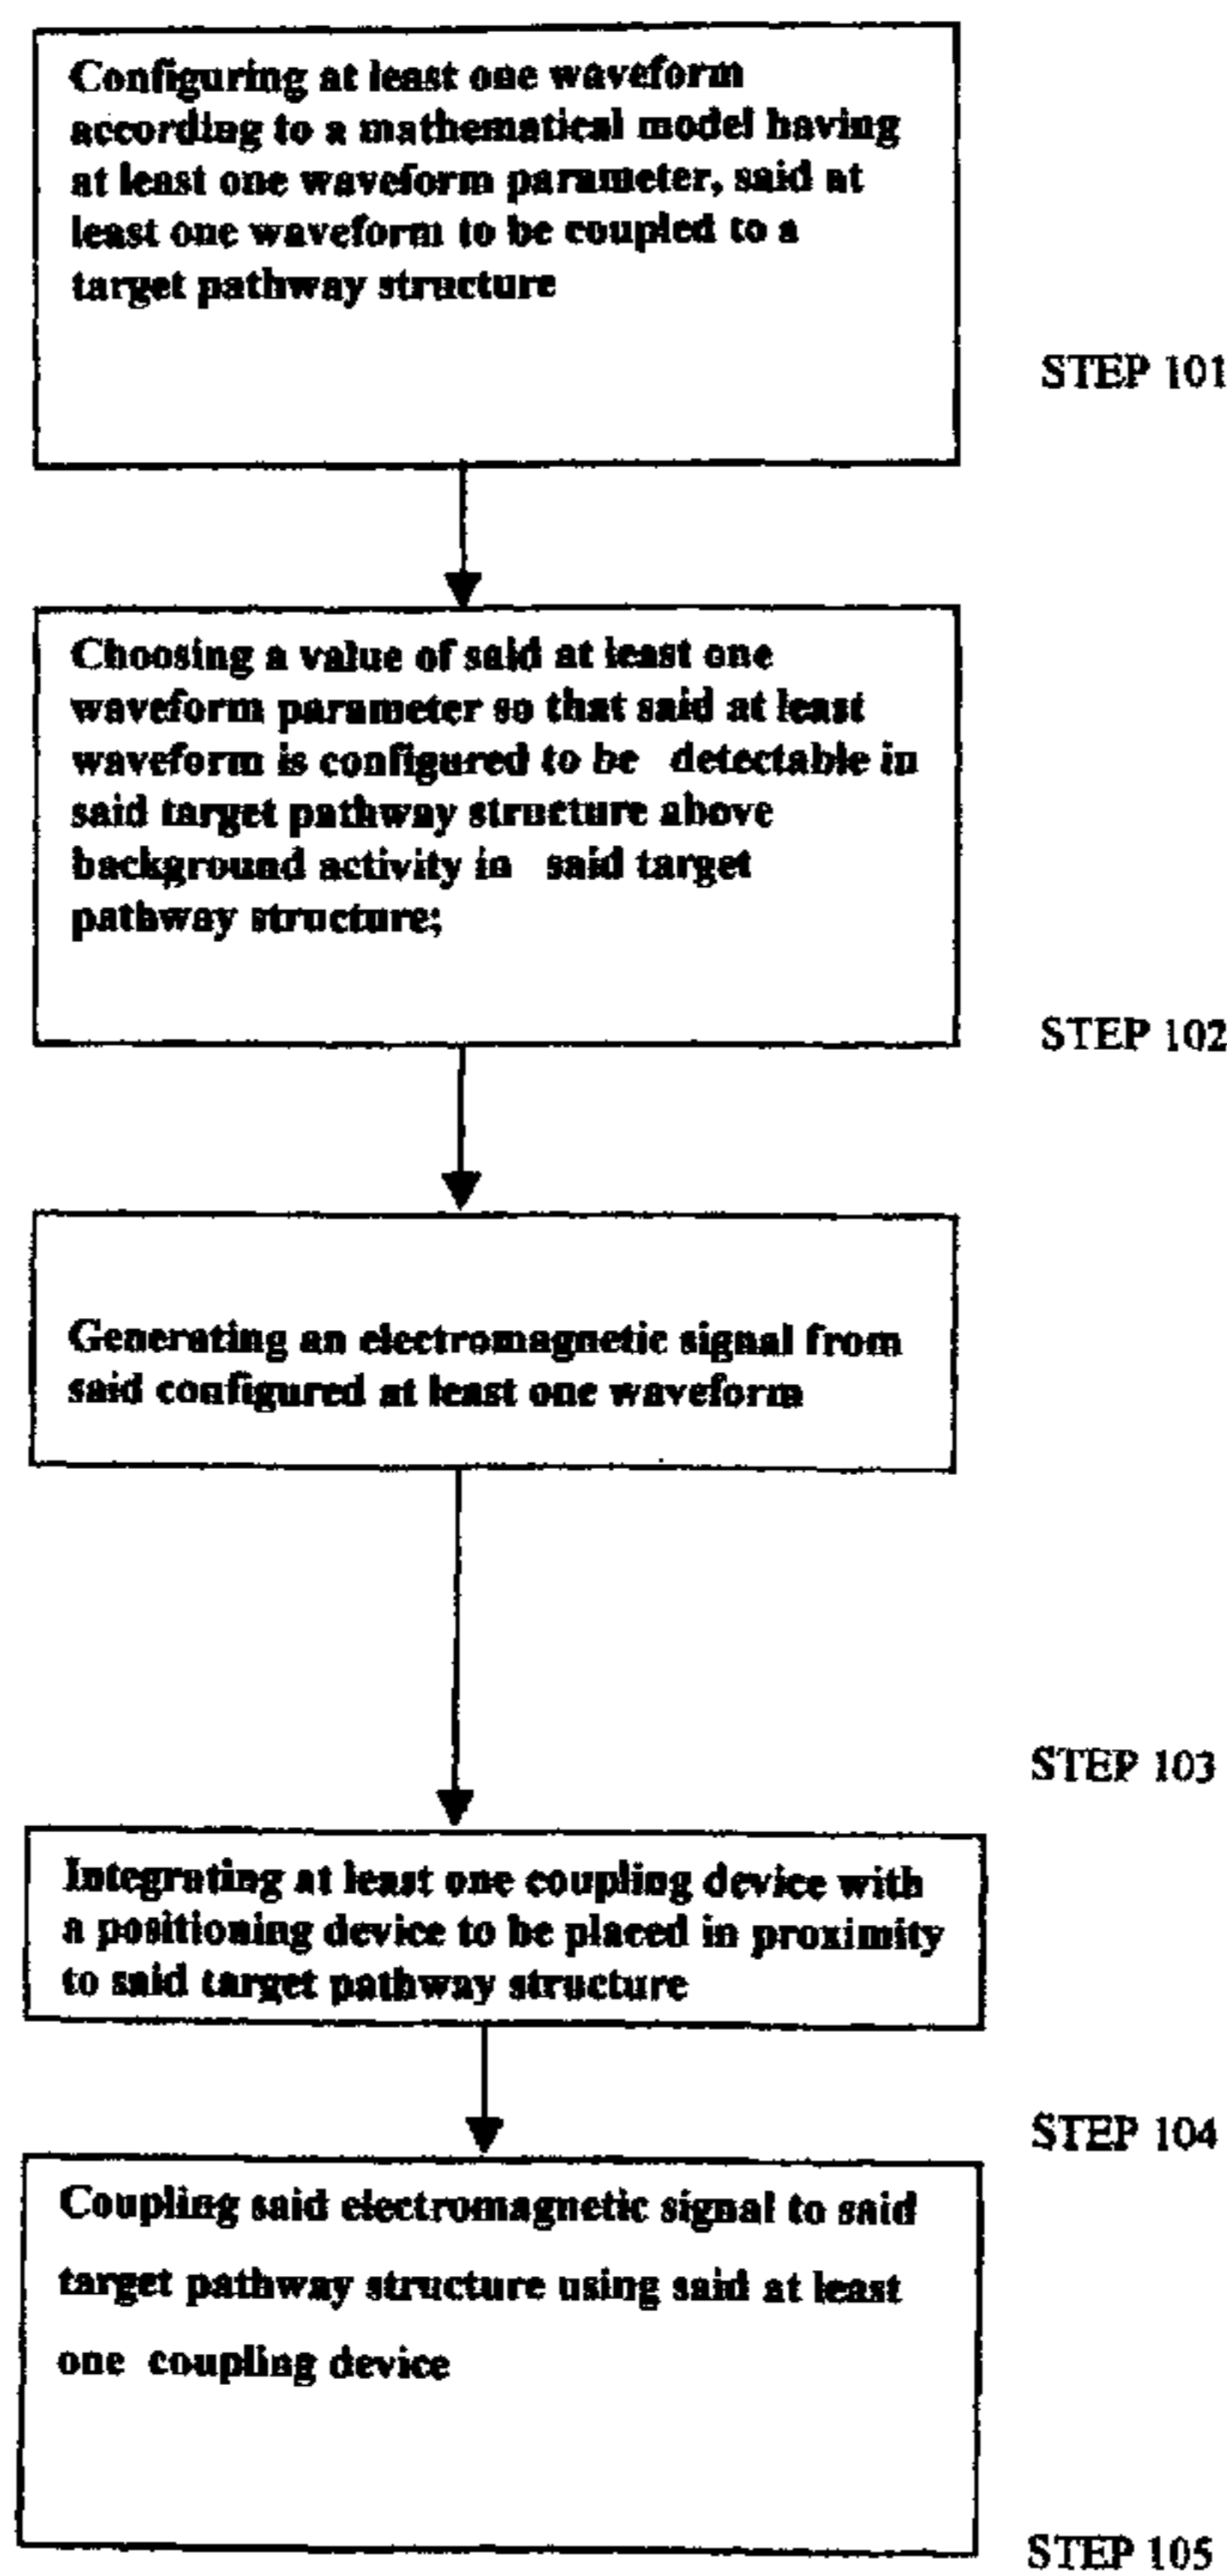 Configuring at least one waveform
according to a mathematical model having
at least one waveform parameter, said at
least one waveform to be coupled to a
target pathway structure
STEP 101
Choosing a value of said at least one
waveform parameter so that said at least
waveform is configured to be detectable in
said target pathway structure above
background activity in said target
pathway structure;
STEP 102
Generating an electromagnetic signal from
said configured at least one waveform
STEP 103
Integrating at least one coupling device with
a positioning device to be placed in proximity
to said target pathway structure
STEP 104
Coupling said electromagnetic signal to said
target pathway structure using said at least
one coupling device
STEP 105